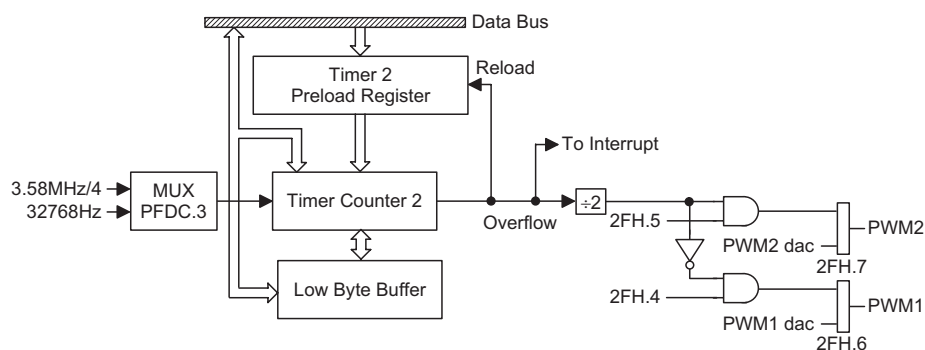 Data Bus
Timer 2
Preload Register
Reload
To Interrupt
3.58MHz/4
32768Hz
MUX
PFDC.3
Timer Counter 2
Overflow
÷2
2FH.5
PWM2 dac
PWM2
2FH.7
Low Byte Buffer
2FH.4
PWM1 dac
PWM1
2FH.6